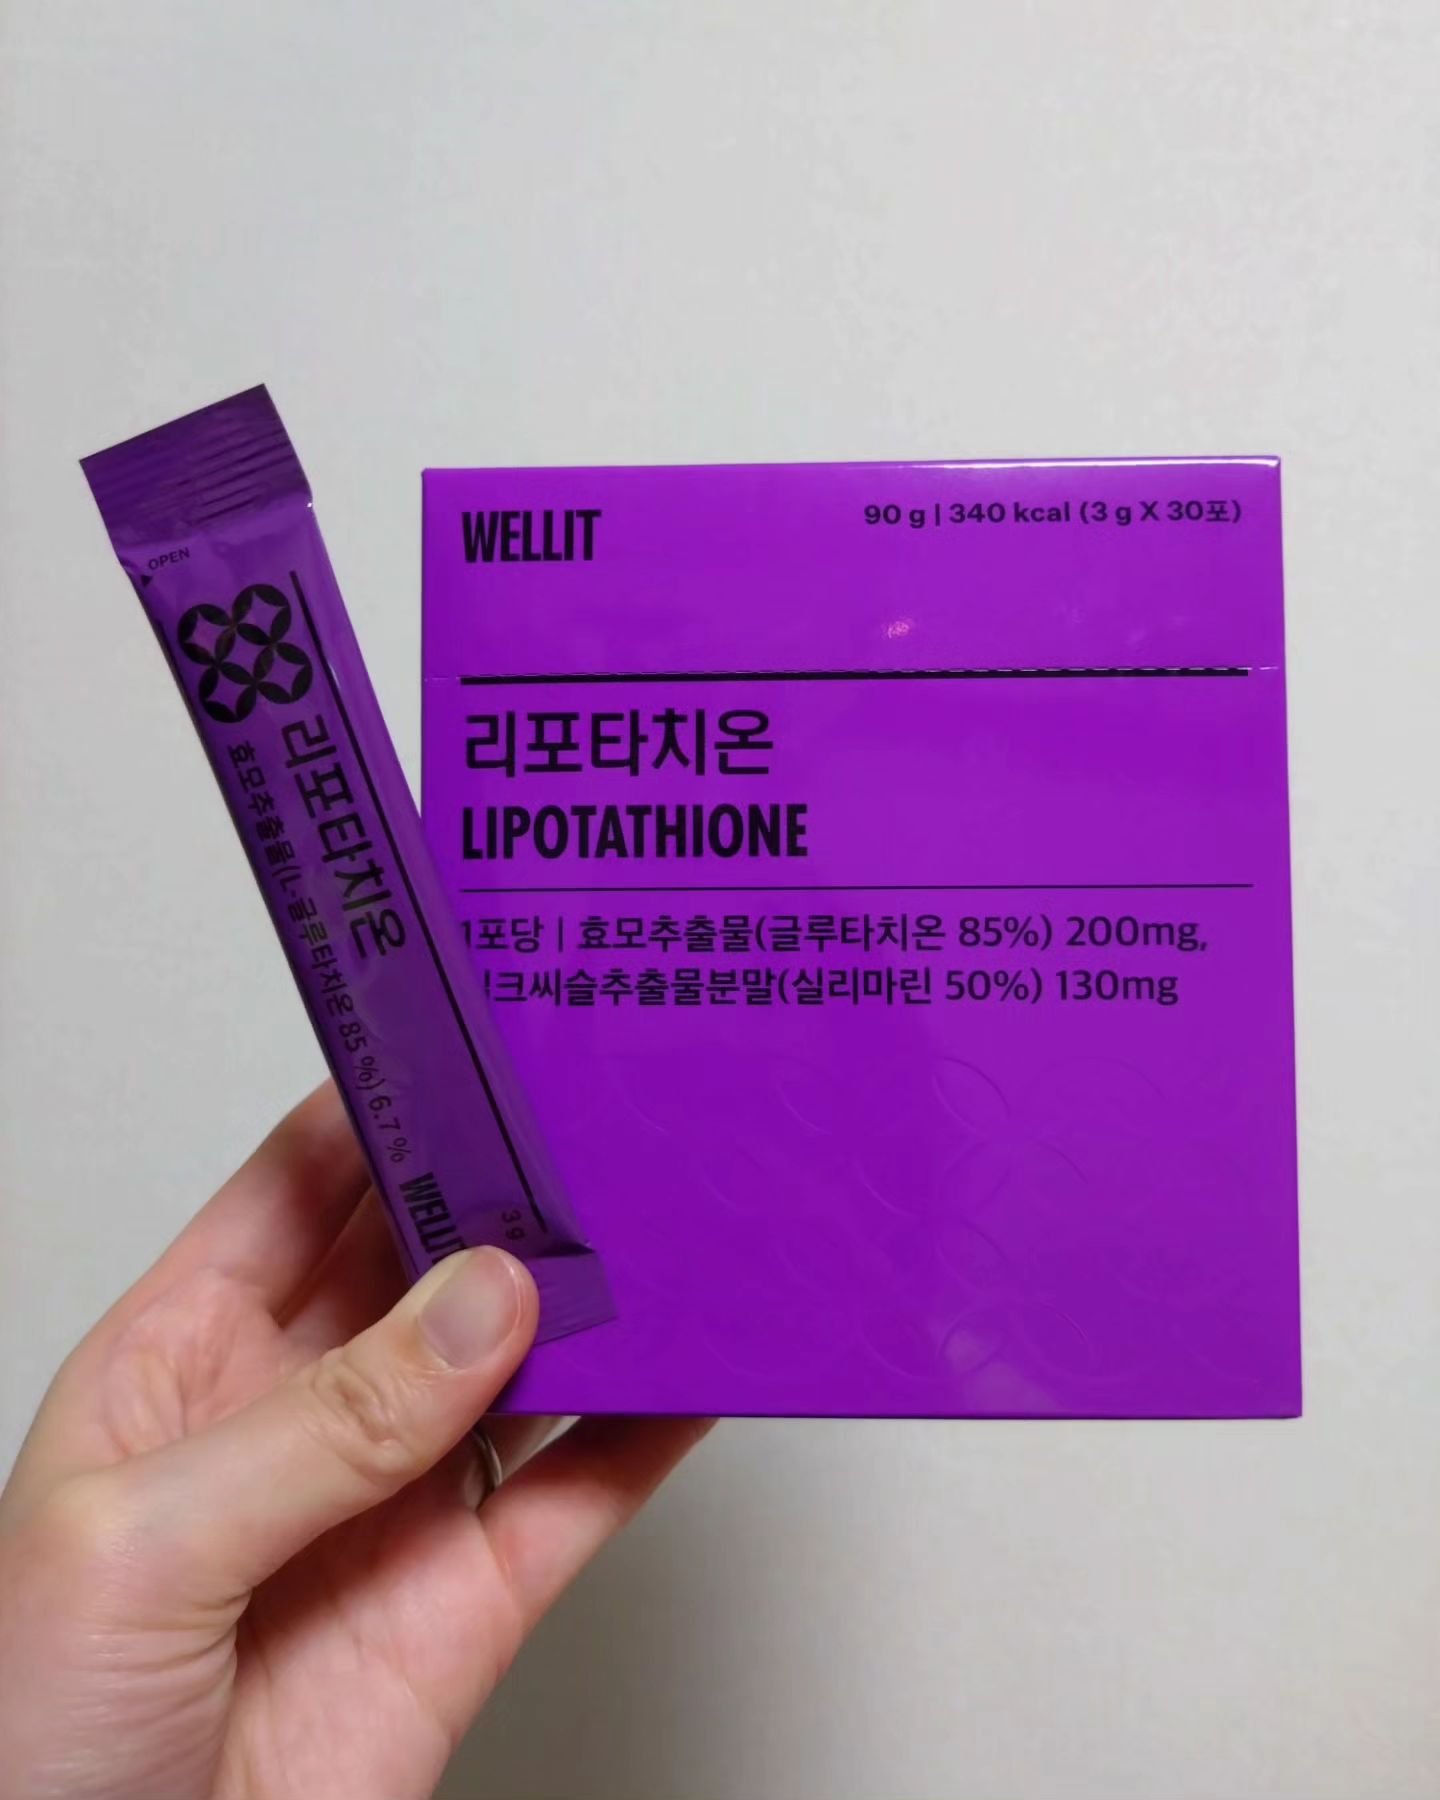 OPEN
리포타치온
효모추출물(L-글루타치온 85%) 6.7%
WELLIT
3g
WELLIT
90 g | 340 kcal (3 g X 30포)
리포타치온
LIPOTATHIONE
1포당 | 효모추출물(글루타치온 85%) 200mg,
크씨슬추출물분말(실리마린 50%) 130mg